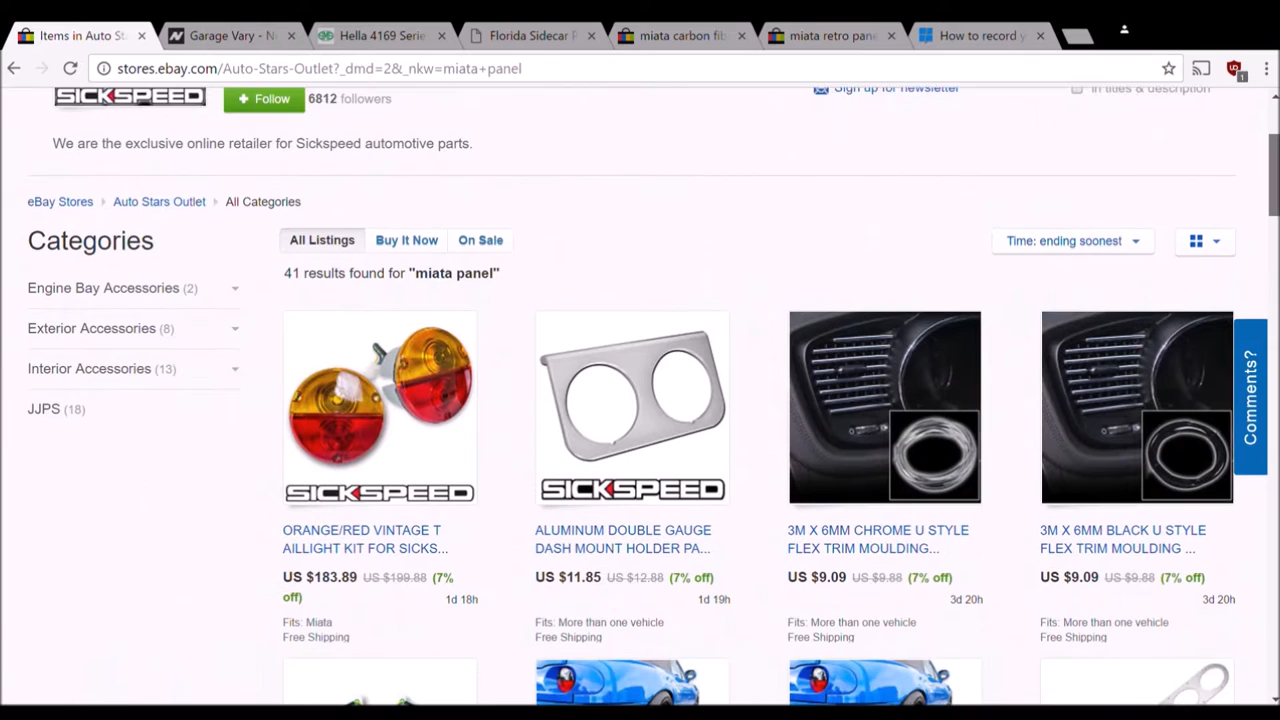 Items in Auto Sta
Garage Vary - N
Hella 4169 Serie
Florida Sidecar P
miata carbon fib
miata retro pane
How to record y
stores.ebay.com/Auto-Stars-Outlet?_dmd=2&_nkw=miata+panel
1
SICKSPEED
+ Follow
6812 followers
Sign up for newsletter
in titles & description
We are the exclusive online retailer for Sickspeed automotive parts.
eBay Stores
Auto Stars Outlet
All Categories
Categories
All Listings
Buy It Now
On Sale
Time: ending soonest
41 results found for "miata panel"
Engine Bay Accessories (2)
Exterior Accessories (8)
Interior Accessories (13)
JJPS (18)
Comments?
SICKSPEED
SICKSPEED
ORANGE/RED VINTAGE T
AILLIGHT KIT FOR SICKS...
US $183.89 US $199.88 (7%
off)
1d 18h
Fits: Miata
Free Shipping
ALUMINUM DOUBLE GAUGE
DASH MOUNT HOLDER PA...
US $11.85 US $12.88 (7% off)
1d 19h
Fits: More than one vehicle
Free Shipping
3M X 6MM CHROME U STYLE
FLEX TRIM MOULDING...
US $9.09 US $9.88 (7% off)
3d 20h
Fits: More than one vehicle
Free Shipping
3M X 6MM BLACK U STYLE
FLEX TRIM MOULDING ...
US $9.09 US $9.88 (7% off)
3d 20h
Fits: More than one vehicle
Free Shipping